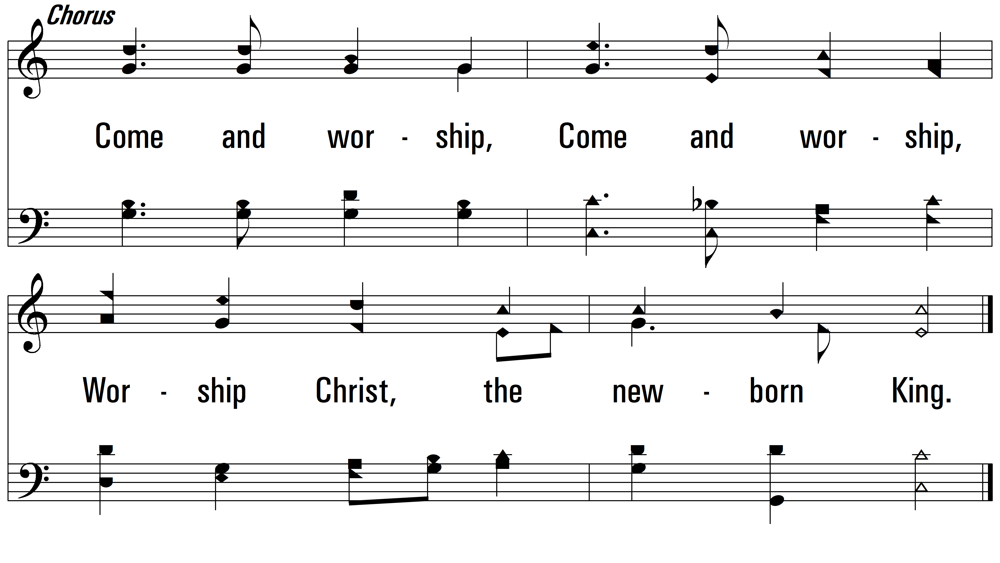 Chorus
Come and wor - ship, Come and wor - ship,
Wor - ship Christ, the new - born King.